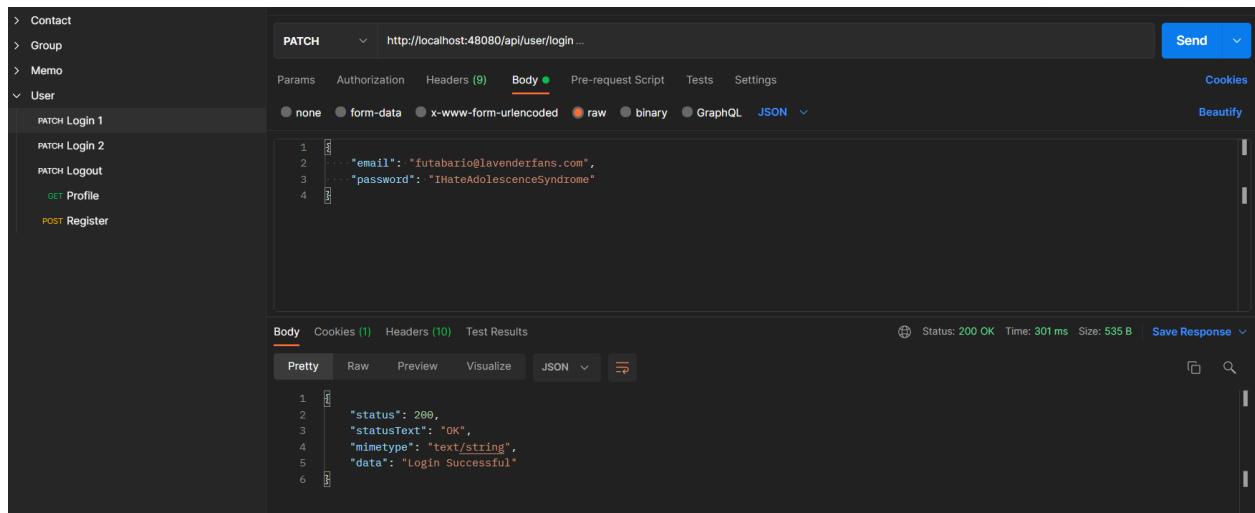 Contact
Group
Memo
User
PATCH Login 1
PATCH Login 2
PATCH Logout
GET Profile
POST Register
PATCH http://localhost:48080/api/user/login ... Send
Params Authorization Headers (9) Body Pre-request Script Tests Settings Cookies
none form-data x-www-form-urlencoded raw binary GraphQL JSON Beautify
1 {
2 "email": "futabario@lavenderfans.com",
3 "password": "IHateAdolescenceSyndrome"
4 }
Body Cookies (1) Headers (10) Test Results Status: 200 OK Time: 301 ms Size: 535 B Save Response
Pretty Raw Preview Visualize JSON
1 {
2 "status": 200,
3 "statusText": "OK",
4 "mimetype": "text/string",
5 "data": "Login Successful"
6 }